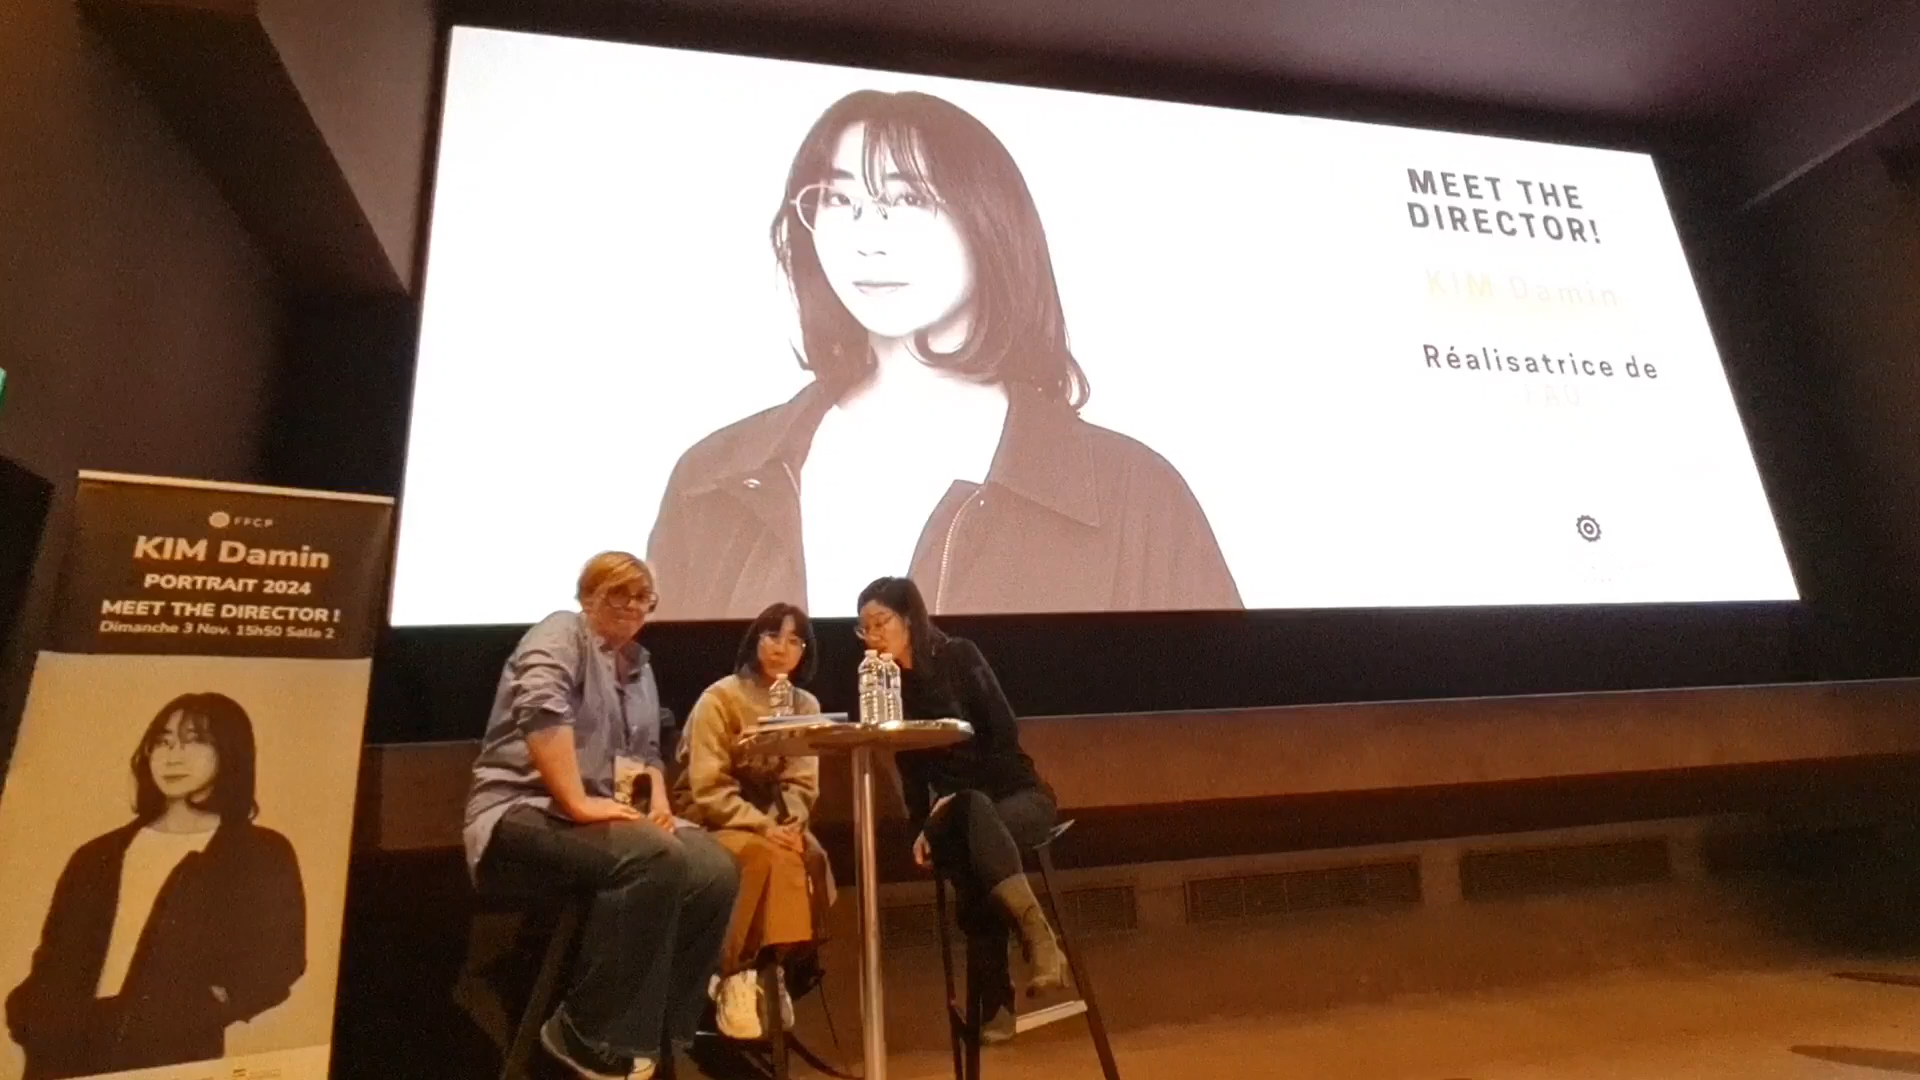 MEET THE
DIRECTOR!
KIM Damin
Réalisatrice de
FFCP
KIM Damin
PORTRAIT 2024
MEET THE DIRECTOR !
Dimanche 3 Nov. 15h50 Salle 2